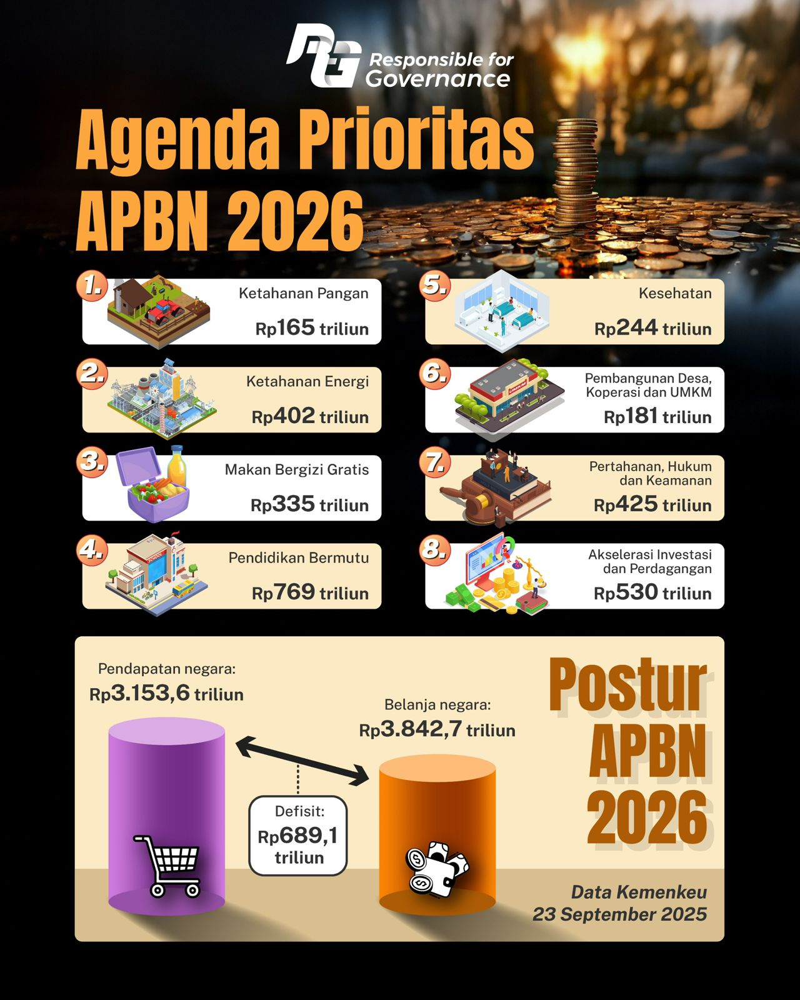 RG Responsible for
Governance
Agenda Prioritas
APBN 2026
1.
Ketahanan Pangan
Rp165 triliun
2.
Ketahanan Energi
Rp402 triliun
3.
Makan Bergizi Gratis
Rp335 triliun
4.
SCHOOL
Pendidikan Bermutu
Rp769 triliun
5.
Kesehatan
Rp244 triliun
6.
UMKM
Pembangunan Desa,
Koperasi dan UMKM
Rp181 triliun
7.
Pertahanan, Hukum
dan Keamanan
Rp425 triliun
8.
Akselerasi Investasi
dan Perdagangan
Rp530 triliun
Pendapatan negara:
Rp3.153,6 triliun
Belanja negara:
Rp3.842,7 triliun
Defisit:
Rp689,1
triliun
Postur
APBN
2026
Data Kemenkeu
23 September 2025